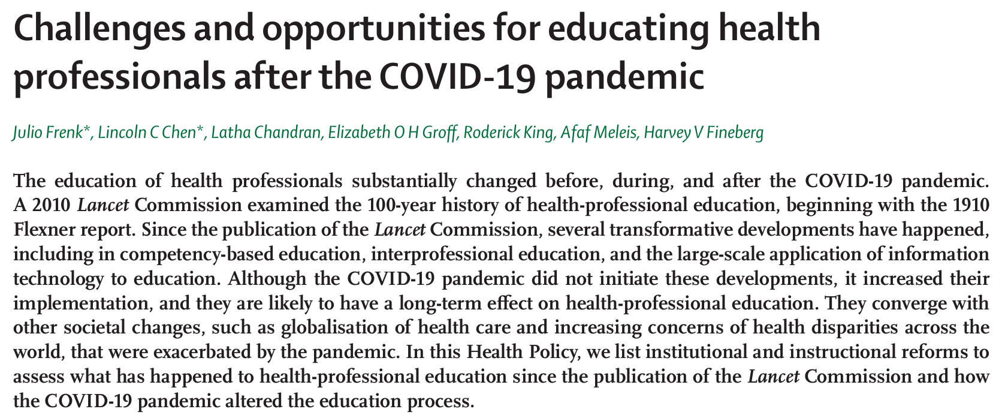 Challenges and opportunities for educating health
professionals after the COVID-19 pandemic
Julio Frenk*, Lincoln C Chen*, Latha Chandran, Elizabeth O H Groff, Roderick King, Afaf Meleis, Harvey V Fineberg
The education of health professionals substantially changed before, during, and after the COVID-19 pandemic.
A 2010 Lancet Commission examined the 100-year history of health-professional education, beginning with the 1910
Flexner report. Since the publication of the Lancet Commission, several transformative developments have happened,
including in competency-based education, interprofessional education, and the large-scale application of information
technology to education. Although the COVID-19 pandemic did not initiate these developments, it increased their
implementation, and they are likely to have a long-term effect on health-professional education. They converge with
other societal changes, such as globalisation of health care and increasing concerns of health disparities across the
world, that were exacerbated by the pandemic. In this Health Policy, we list institutional and instructional reforms to
assess what has happened to health-professional education since the publication of the Lancet Commission and how
the COVID-19 pandemic altered the education process.